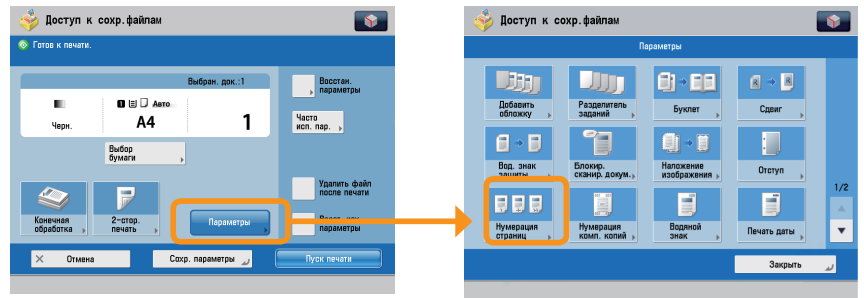 Доступ к сохр.файлам
Готов к печати.
Выбран. док.:1
1 Авто
Черн.
A4
1
Выбор
бумаги
Восстан.
параметры
Часто
исп. пар.
Удалить файл
после печати
параметры
Конечная
обработка
2-стор.
печать
Параметры
Отмена
Сохр. параметры
Пуск печати
Доступ к сохр.файлам
Параметры
Добавить
обложку
Разделитель
заданий
Буклет
Сдвиг
Вод. знак
защиты
Блокир.
сканир. докум.
Наложение
изображения
Отступ
1/2
Нумерация
страниц
Нумерация
комп. копий
Водяной
знак
Печать даты
Закрыть